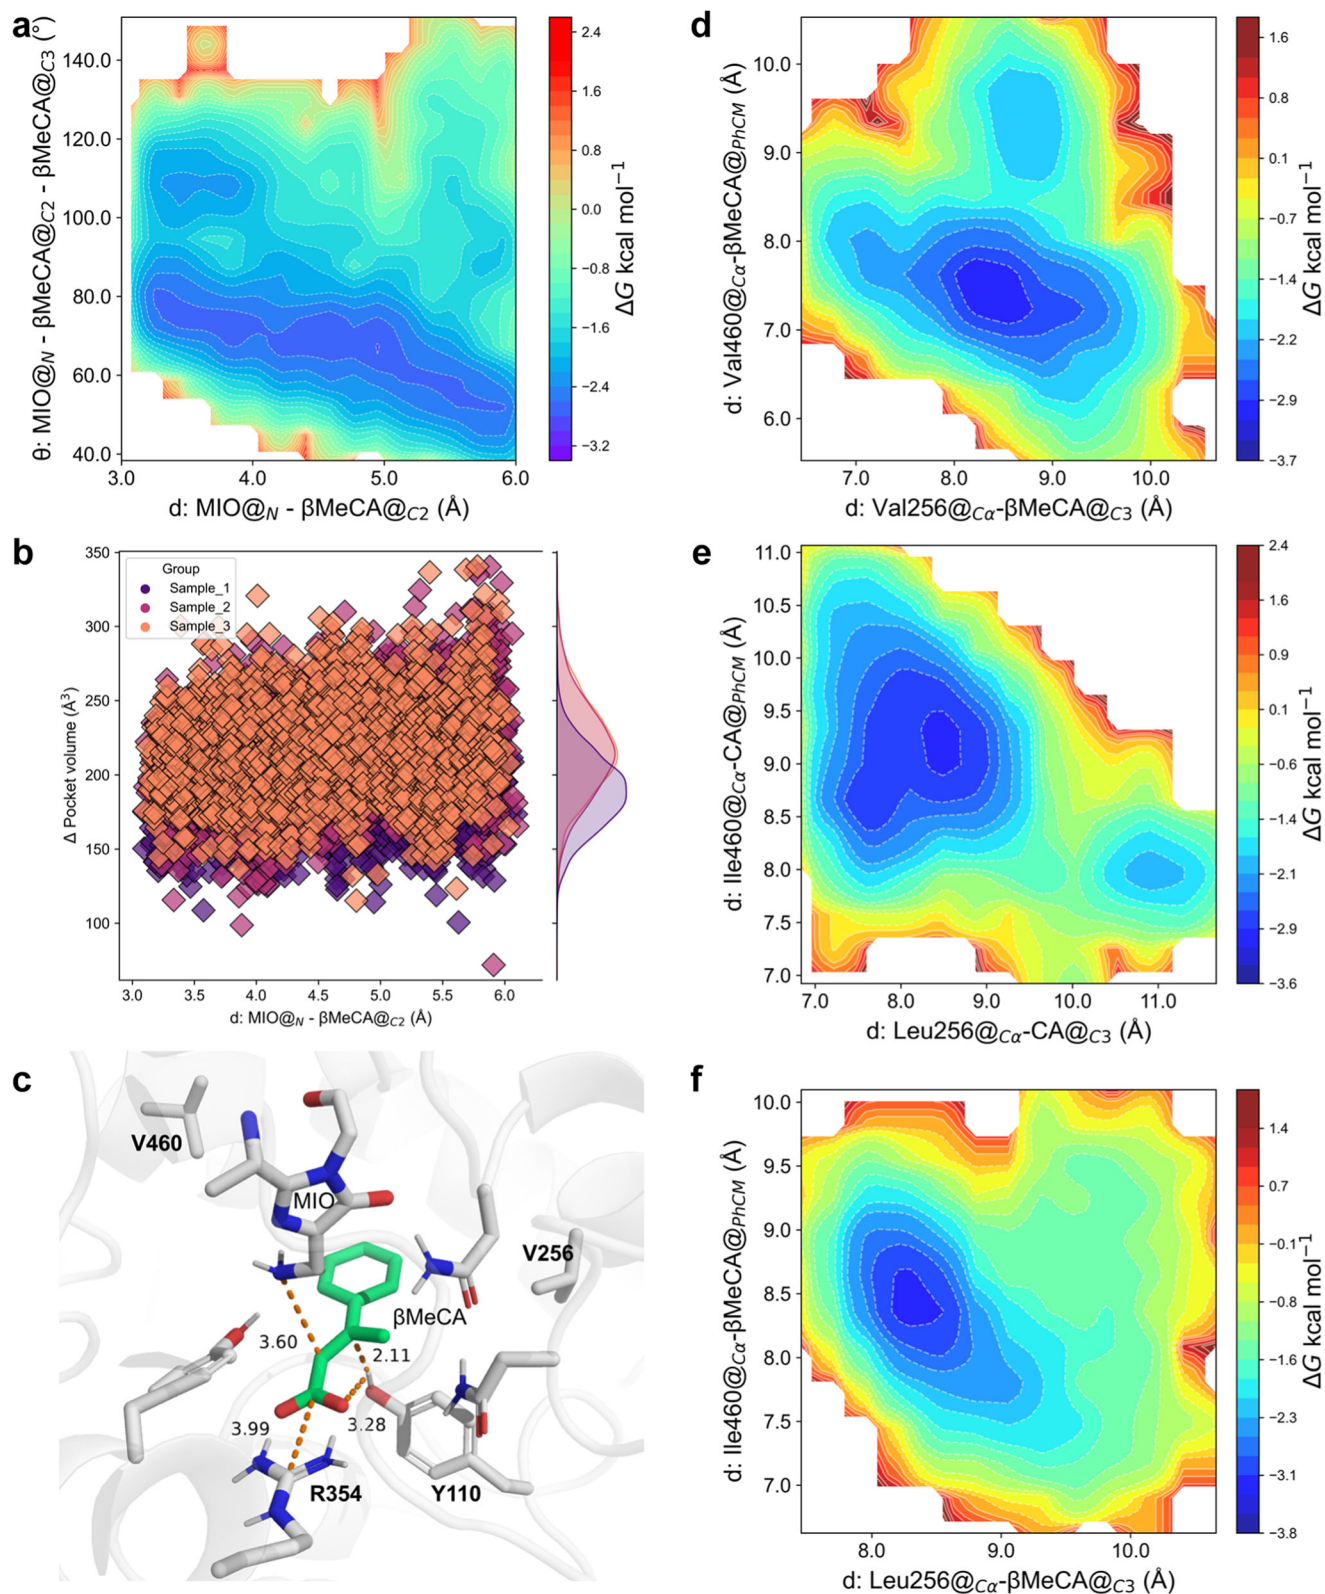 a
θ: MIO@N - βMeCA@C2 - βMeCA@C3 (°)
140.0
120.0
100.0
80.0
60.0
40.0
3.0 4.0 5.0 6.0
d: MIO@N - βMeCA@C2 (Å)
2.4
1.6
0.8
0.0
−0.8
−1.6
−2.4
−3.2
ΔG kcal mol−1
b
Δ Pocket volume (Å3)
350
300
250
200
150
100
Group
Sample_1
Sample_2
Sample_3
3.0 3.5 4.0 4.5 5.0 5.5 6.0
d: MIO@N - βMeCA@C2 (Å)
c
V460
MIO
V256
βMeCA
3.60
2.11
3.99
3.28
R354
Y110
d
d: Val460@Cα-βMeCA@PhCM (Å)
10.0
9.0
8.0
7.0
6.0
7.0 8.0 9.0 10.0
d: Val256@Cα-βMeCA@C3 (Å)
1.6
0.8
0.1
−0.7
−1.4
−2.1
−2.9
−3.7
ΔG kcal mol−1
e
d: Ile460@Cα-CA@PhCM (Å)
11.0
10.5
10.0
9.5
9.0
8.5
8.0
7.5
7.0
7.0 8.0 9.0 10.0 11.0
d: Leu256@Cα-CA@C3 (Å)
2.4
1.6
0.9
0.1
−0.6
−1.4
−2.1
−2.9
−3.6
ΔG kcal mol−1
f
d: Ile460@Cα-βMeCA@PhCM (Å)
10.0
9.5
9.0
8.5
8.0
7.5
7.0
8.0 9.0 10.0
d: Leu256@Cα-βMeCA@C3 (Å)
1.4
0.7
−0.1
−0.8
−1.6
−2.3
−3.1
−3.8
ΔG kcal mol−1